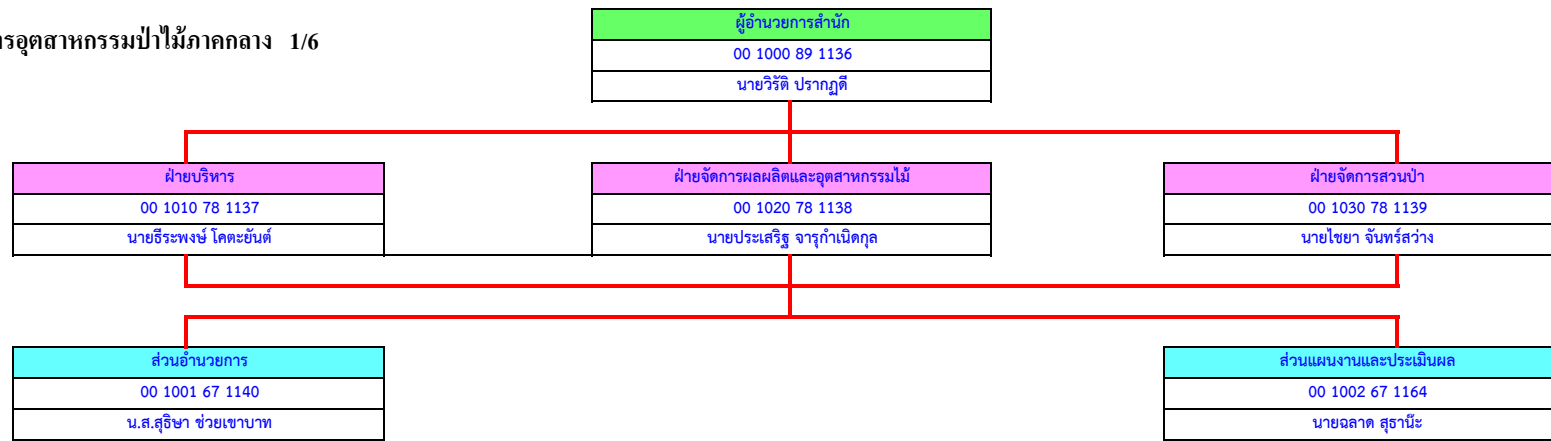 ผู้อำนวยการสำนัก
รอุตสาหกรรมป่าไม้ภาคกลาง 1/6
00 1000 89 1136
นายวิรัติ ปรากฏดี
ฝ่ายบริหาร
ฝ่ายจัดการผลผลิตและอุตสาหกรรมไม้
ฝ่ายจัดการสวนป่า
00 1010 78 1137
00 1020 78 1138
00 1030 78 1139
นายธีระพงษ์ โคตะยันต์
นายประเสริฐ จารุกำเนิดกุล
นายไชยา จันทร์สว่าง
ส่วนอำนวยการ
ส่วนแผนงานและประเมินผล
00 1001 67 1140
00 1002 67 1164
น.ส.สุธิษา ช่วยเขาบาท
นายฉลาด สุธานี๊ะ